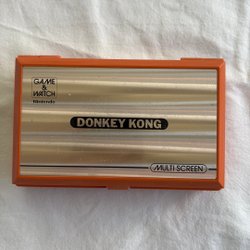 GAME &
WATCH
Nintendo
DONKEY KONG
MULTI SCREEN